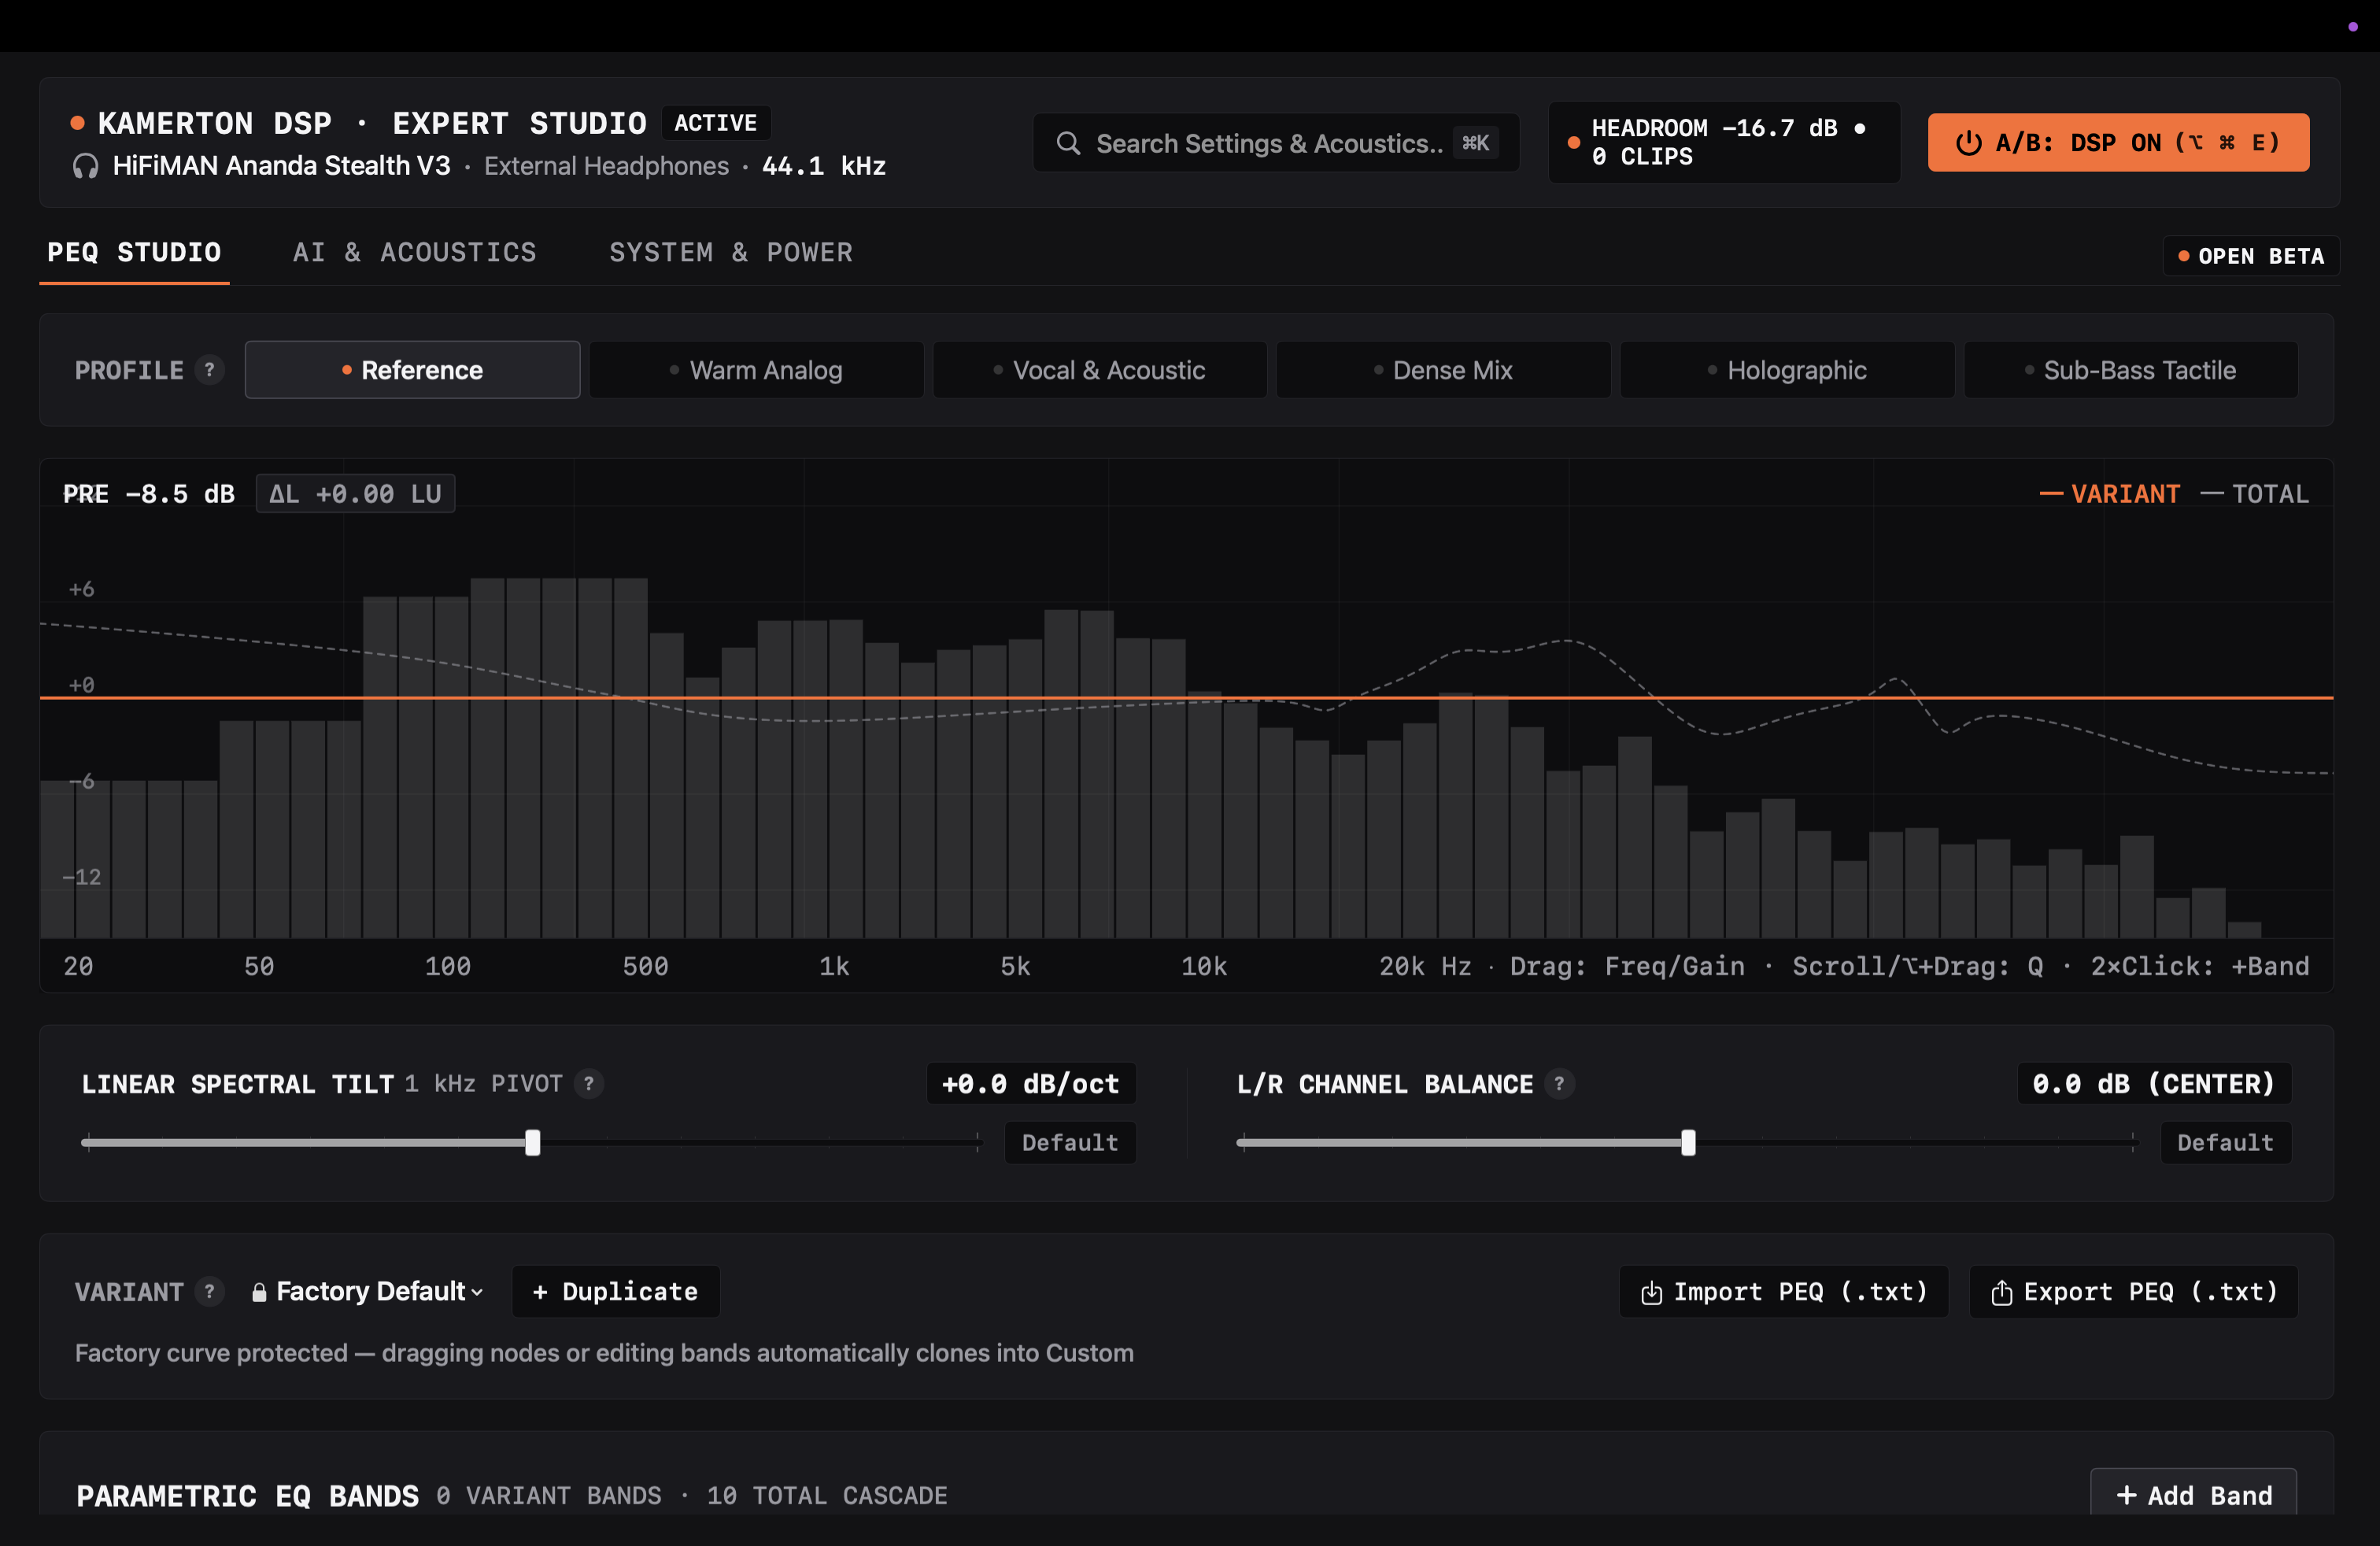 KAMERTON DSP · EXPERT STUDIO ACTIVE
HiFiMAN Ananda Stealth V3 · External Headphones · 44.1 kHz
Search Settings & Acoustics.. ⌘K
HEADROOM −16.7 dB •
0 CLIPS
A/B: DSP ON (⌥ ⌘ E)
PEQ STUDIO AI & ACOUSTICS SYSTEM & POWER
OPEN BETA
PROFILE ? Reference Warm Analog Vocal & Acoustic Dense Mix Holographic Sub-Bass Tactile
PRE −8.5 dB ΔL +0.00 LU
VARIANT TOTAL
+6
+0
−6
−12
20 50 100 500 1k 5k 10k 20k Hz · Drag: Freq/Gain · Scroll/⌥+Drag: Q · 2×Click: +Band
LINEAR SPECTRAL TILT 1 kHz PIVOT ? +0.0 dB/oct
Default
L/R CHANNEL BALANCE ? 0.0 dB (CENTER)
Default
VARIANT ? Factory Default + Duplicate
Import PEQ (.txt) Export PEQ (.txt)
Factory curve protected — dragging nodes or editing bands automatically clones into Custom
PARAMETRIC EQ BANDS 0 VARIANT BANDS · 10 TOTAL CASCADE
+ Add Band